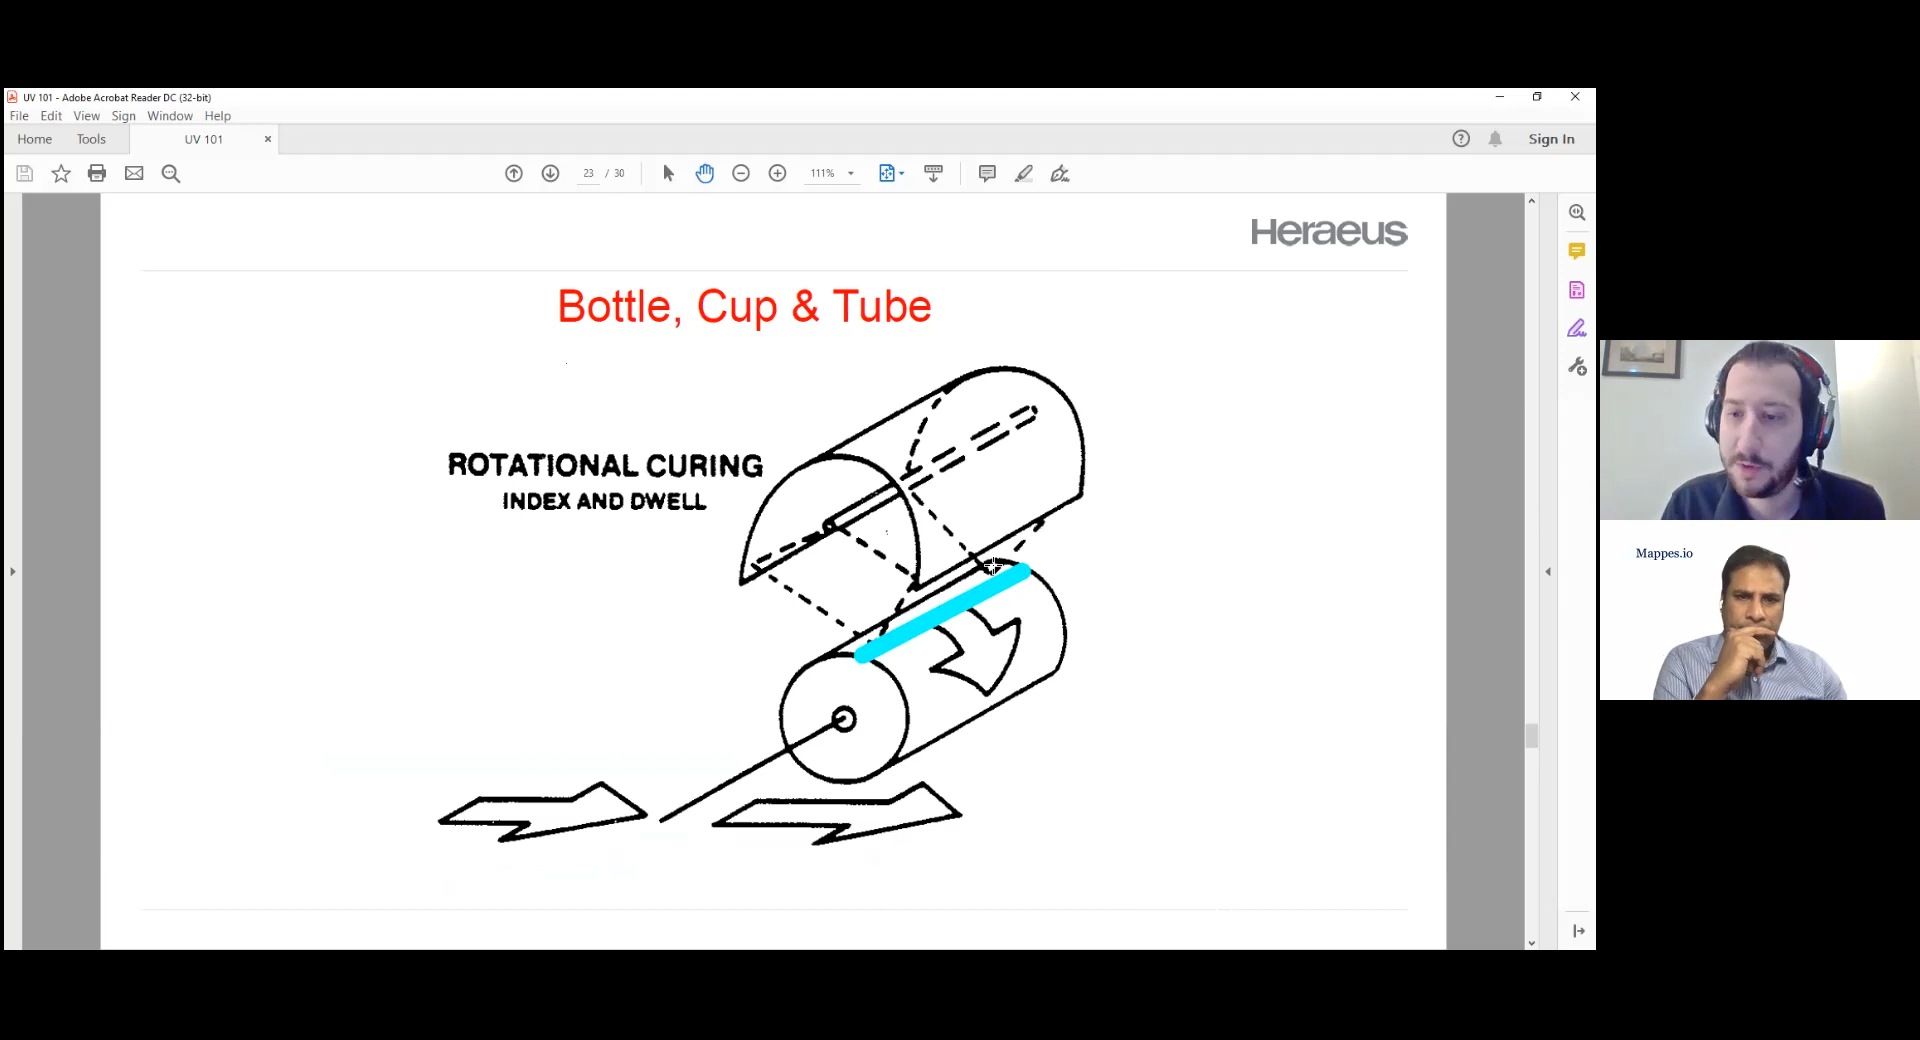 UV 101 - Adobe Acrobat Reader DC (32-bit)
File Edit View Sign Window Help
Home Tools UV 101 Sign In
23 / 30 111%
Heraeus
Bottle, Cup & Tube
ROTATIONAL CURING
INDEX AND DWELL
Mappes.io